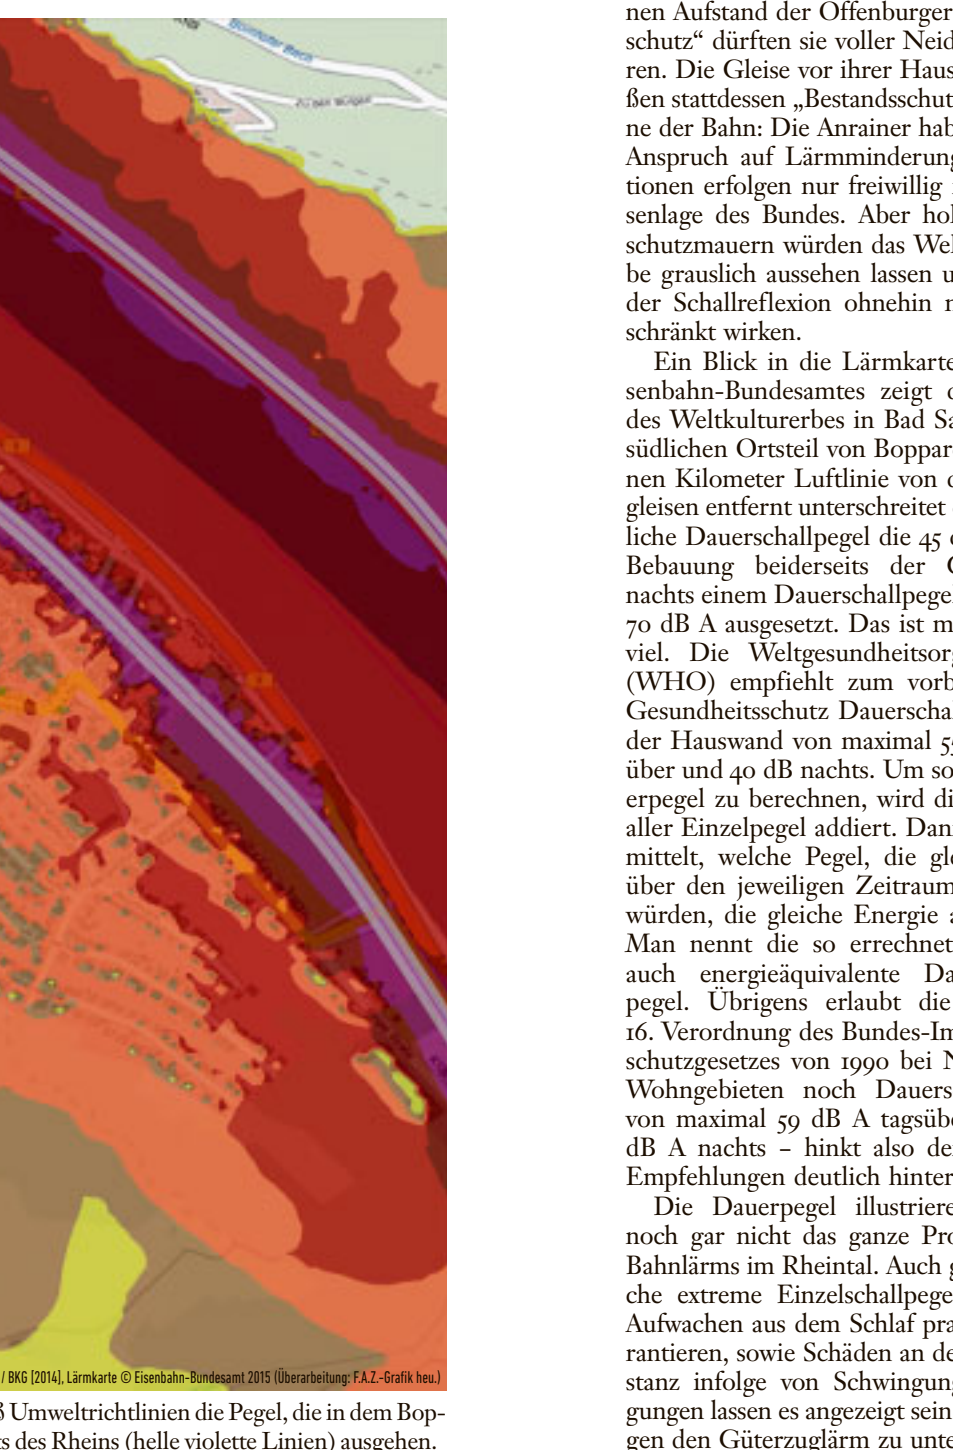 Bornhofer Bach
Zu den Burgen
/ BKG [2014], Lärmkarte © Eisenbahn-Bundesamt 2015 (Überarbeitung: F.A.Z.-Grafik heu.)
ß Umweltrichtlinien die Pegel, die in dem Bop-
ts des Rheins (helle violette Linien) ausgehen.
nen Aufstand der Offenburger
schutz“ dürften sie voller Neid
ren. Die Gleise vor ihrer Haus
ßen stattdessen „Bestandsschut
ne der Bahn: Die Anrainer hab
Anspruch auf Lärmminderung
tionen erfolgen nur freiwillig
senlage des Bundes. Aber hol
schutzmauern würden das Wel
be grauslich aussehen lassen u
der Schallreflexion ohnehin n
schränkt wirken.
Ein Blick in die Lärmkarte
senbahn-Bundesamtes zeigt d
des Weltkulturerbes in Bad Sa
südlichen Ortsteil von Boppar
nen Kilometer Luftlinie von d
gleisen entfernt unterschreitet
liche Dauerschallpegel die 45
Bebauung beiderseits der G
nachts einem Dauerschallpegel
70 dB A ausgesetzt. Das ist m
viel. Die Weltgesundheitsorg
(WHO) empfiehlt zum vorb
Gesundheitsschutz Dauerschal
der Hauswand von maximal 55
über und 40 dB nachts. Um so
erpegel zu berechnen, wird di
aller Einzelpegel addiert. Dan
mittelt, welche Pegel, die gle
über den jeweiligen Zeitraum
würden, die gleiche Energie a
Man nennt die so errechnet
auch energieäquivalente Da
pegel. Übrigens erlaubt die
16. Verordnung des Bundes-Im
schutzgesetzes von 1990 bei N
Wohngebieten noch Dauers
von maximal 59 dB A tagsübe
dB A nachts – hinkt also de
Empfehlungen deutlich hinter
Die Dauerpegel illustriere
noch gar nicht das ganze Pro
Bahnlärms im Rheintal. Auch g
che extreme Einzelschallpege
Aufwachen aus dem Schlaf pra
rantieren, sowie Schäden an de
stanz infolge von Schwingung
gungen lassen es angezeigt sein
gen den Güterzuglärm zu unte